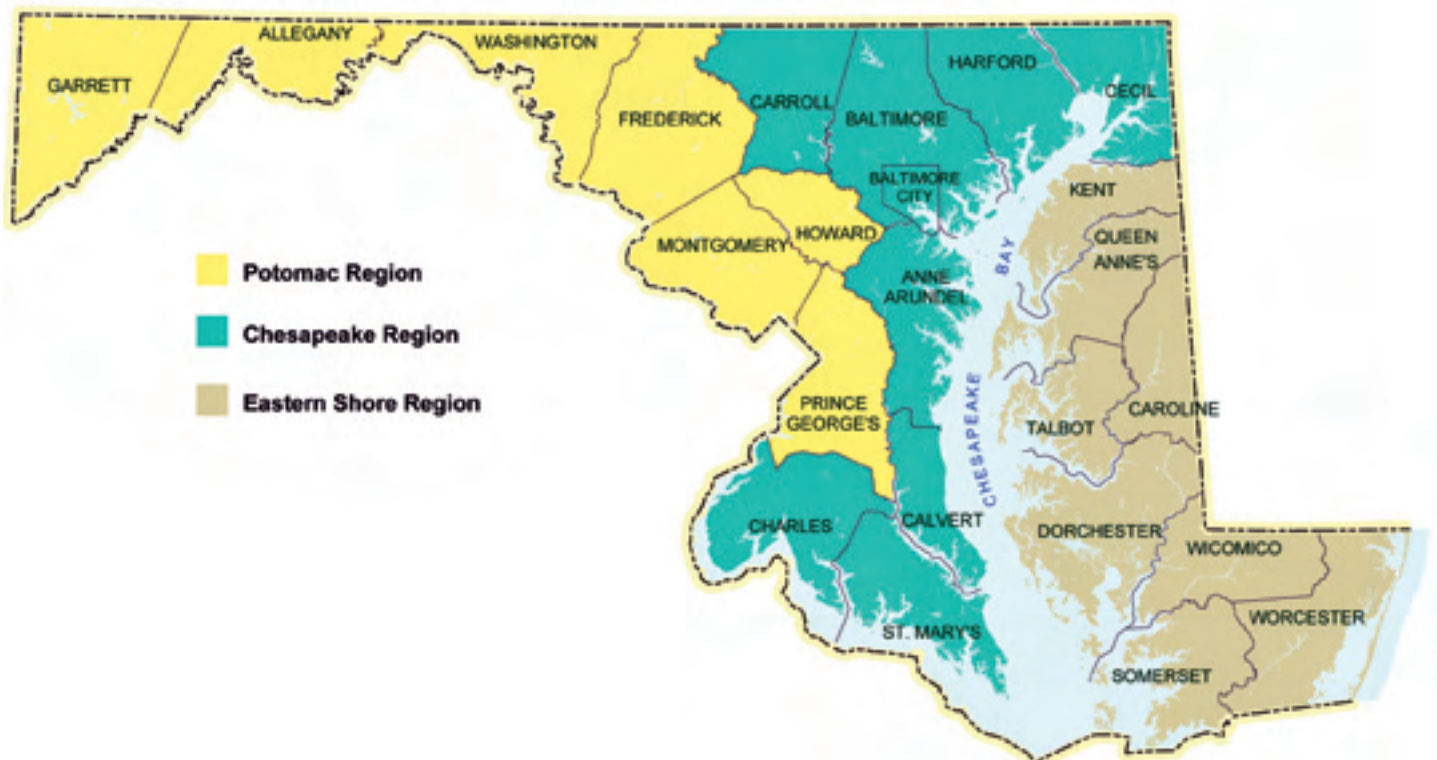 ALLEGANY
WASHINGTON
GARRETT
HARFORD
CECIL
CARROLL
FREDERICK
BALTIMORE
BALTIMORE
CITY
KENT
MONTGOMERY
HOWARD
QUEEN
ANNE'S
BAY
ANNE
ARUNDEL
Potomac Region
Chesapeake Region
Eastern Shore Region
PRINCE
GEORGE'S
CHESAPEAKE
TALBOT
CAROLINE
CHARLES
CALVERT
DORCHESTER
WICOMICO
ST. MARY'S
WORCESTER
SOMERSET